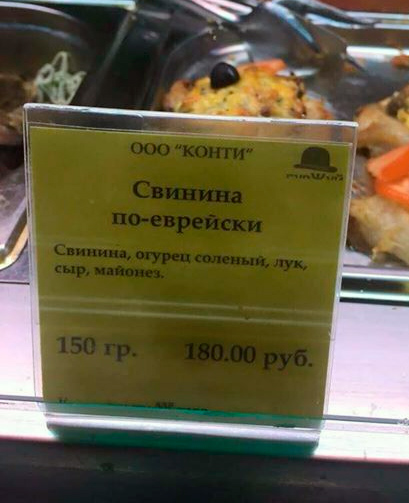 ООО "КОНТИ"
Свинина
по-еврейски
Свинина, огурец соленый, лук,
сыр, майонез.
150 гр. 180.00 руб.